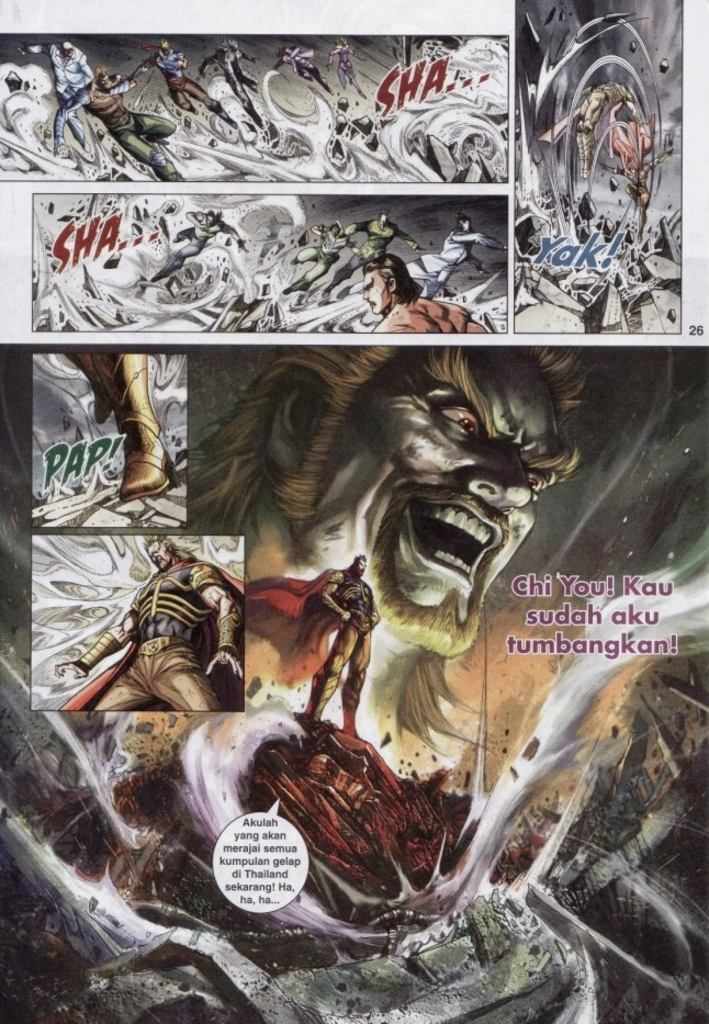 SHA...
Yak!
SHA...
26
PAP!
Chi You! Kau
sudah aku
tumbangkan!
Akulah
yang akan
merajai semua
kumpulan gelap
di Thailand
sekarang! Ha,
ha, ha...